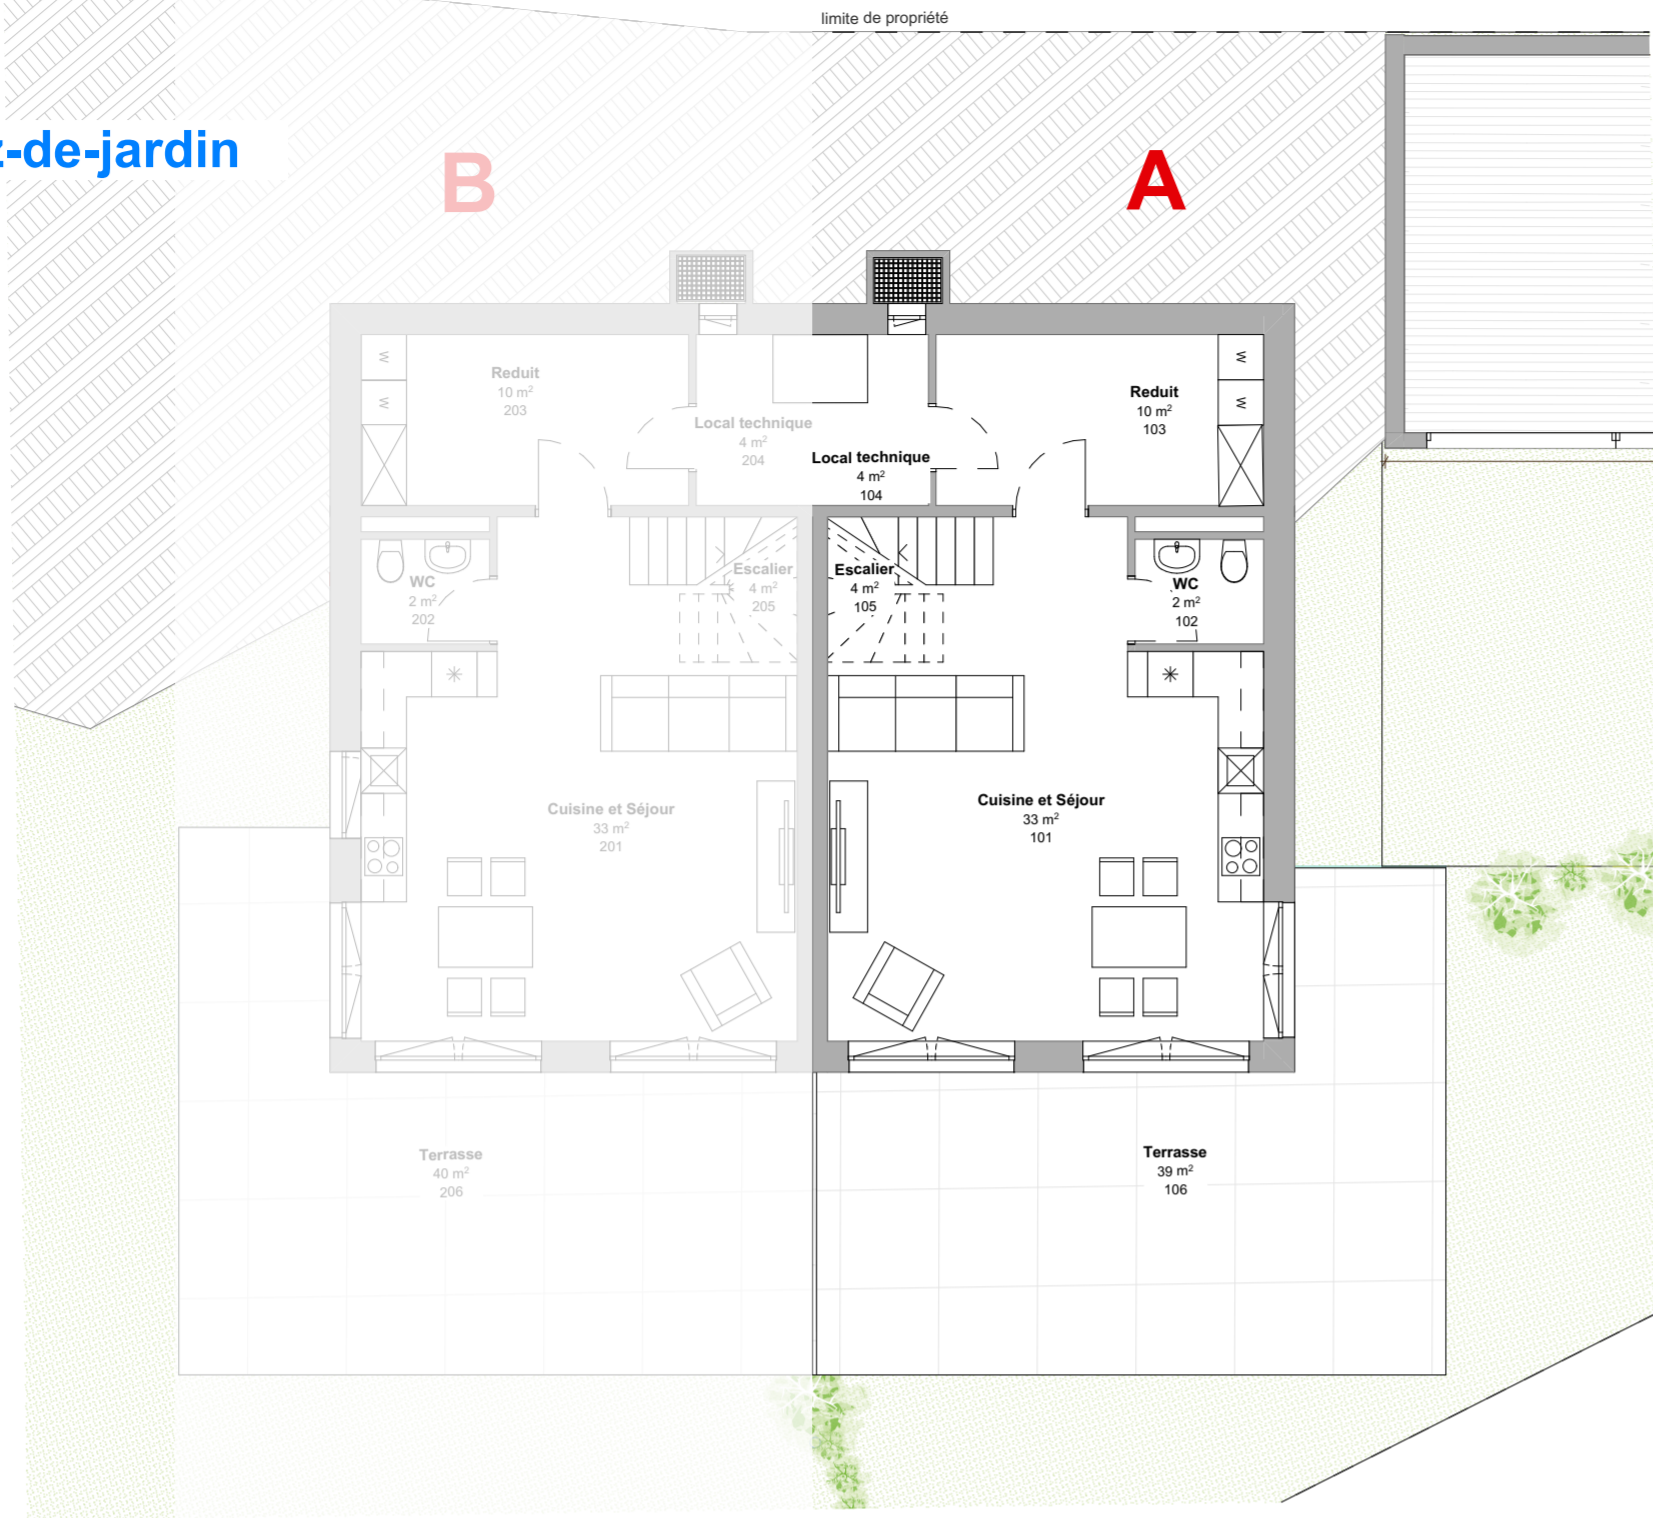 limite de propriété
z-de-jardin
B
A
Reduit
10 m²
203
Reduit
10 m²
103
Local technique
4 m²
204
Local technique
4 m²
104
WC
2 m²
202
Escalier
4 m²
205
Escalier
4 m²
105
WC
2 m²
102
Cuisine et Séjour
33 m²
201
Cuisine et Séjour
33 m²
101
Terrasse
40 m²
206
Terrasse
39 m²
106